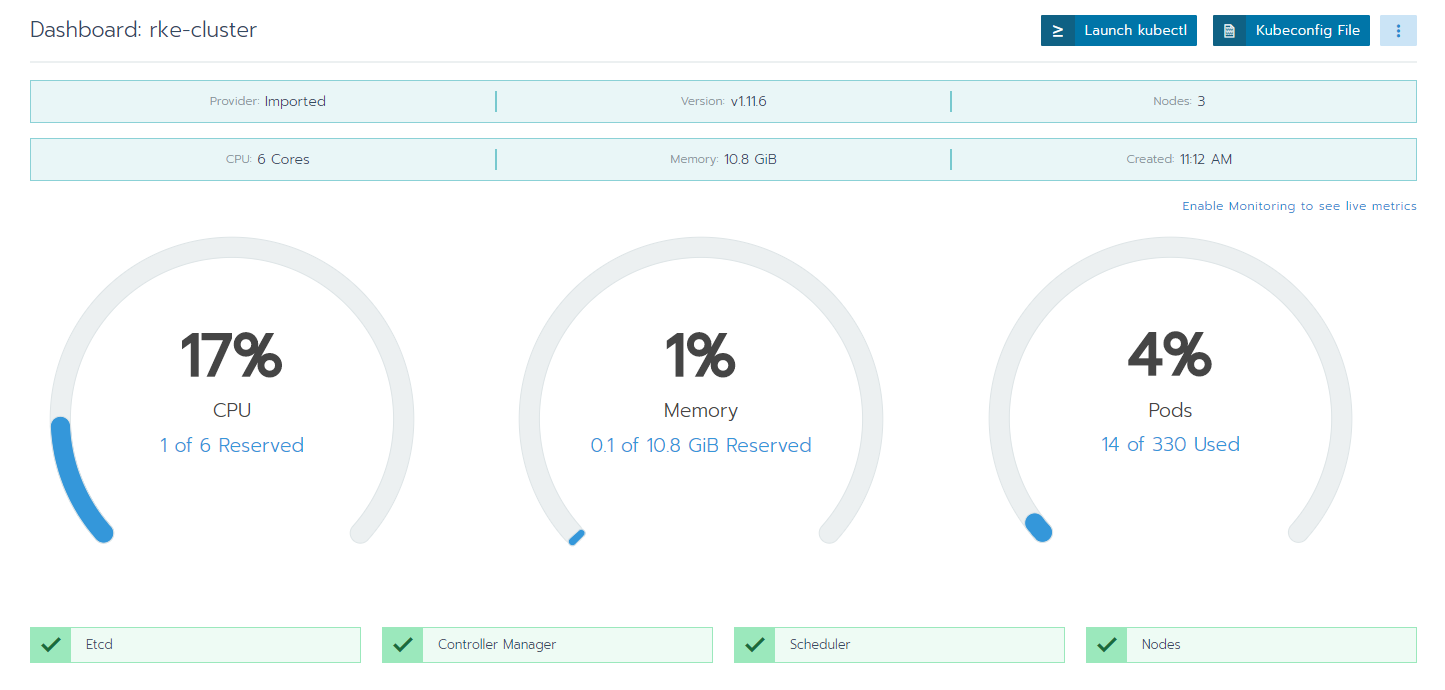 Dashboard: rke-cluster
Launch kubectl
Kubeconfig File
Provider: Imported
Version: v1.11.6
Nodes: 3
CPU: 6 Cores
Memory: 10.8 GiB
Created: 11:12 AM
Enable Monitoring to see live metrics
17%
CPU
1 of 6 Reserved
1%
Memory
0.1 of 10.8 GiB Reserved
4%
Pods
14 of 330 Used
Etcd
Controller Manager
Scheduler
Nodes